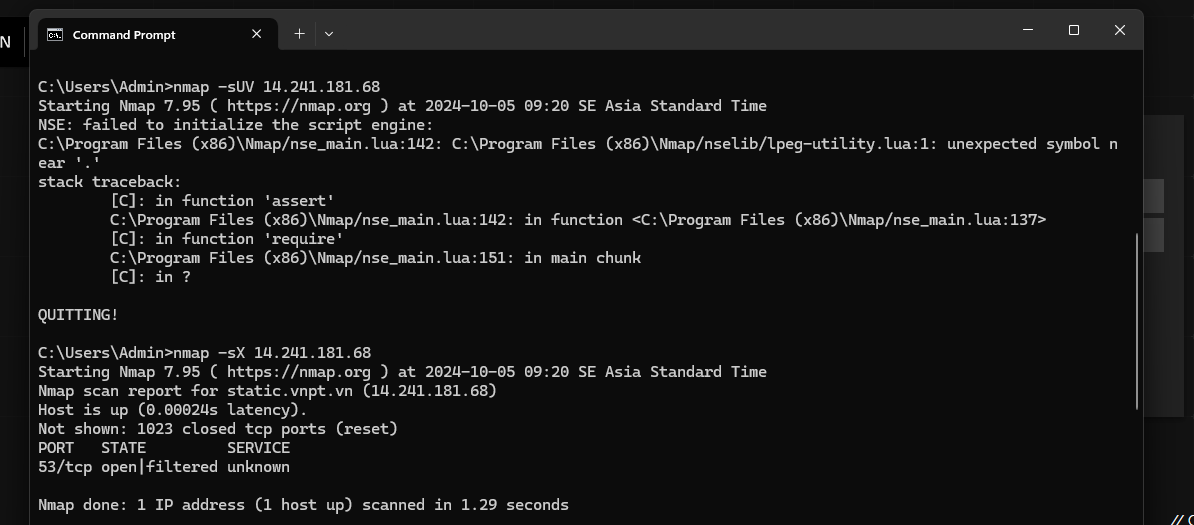 N
Command Prompt
C:\Users\Admin>nmap -sUV 14.241.181.68
Starting Nmap 7.95 ( https://nmap.org ) at 2024-10-05 09:20 SE Asia Standard Time
NSE: failed to initialize the script engine:
C:\Program Files (x86)\Nmap/nse_main.lua:142: C:\Program Files (x86)\Nmap/nselib/lpeg-utility.lua:1: unexpected symbol n
ear '.'
stack traceback:
        [C]: in function 'assert'
        C:\Program Files (x86)\Nmap/nse_main.lua:142: in function <C:\Program Files (x86)\Nmap/nse_main.lua:137>
        [C]: in function 'require'
        C:\Program Files (x86)\Nmap/nse_main.lua:151: in main chunk
        [C]: in ?
QUITTING!
C:\Users\Admin>nmap -sX 14.241.181.68
Starting Nmap 7.95 ( https://nmap.org ) at 2024-10-05 09:20 SE Asia Standard Time
Nmap scan report for static.vnpt.vn (14.241.181.68)
Host is up (0.00024s latency).
Not shown: 1023 closed tcp ports (reset)
PORT   STATE         SERVICE
53/tcp open|filtered unknown
Nmap done: 1 IP address (1 host up) scanned in 1.29 seconds
//